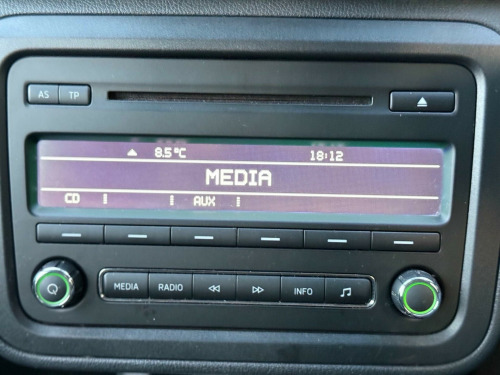 AS TP
8.5°C 18:12
MEDIA
CD AUX
MEDIA RADIO INFO